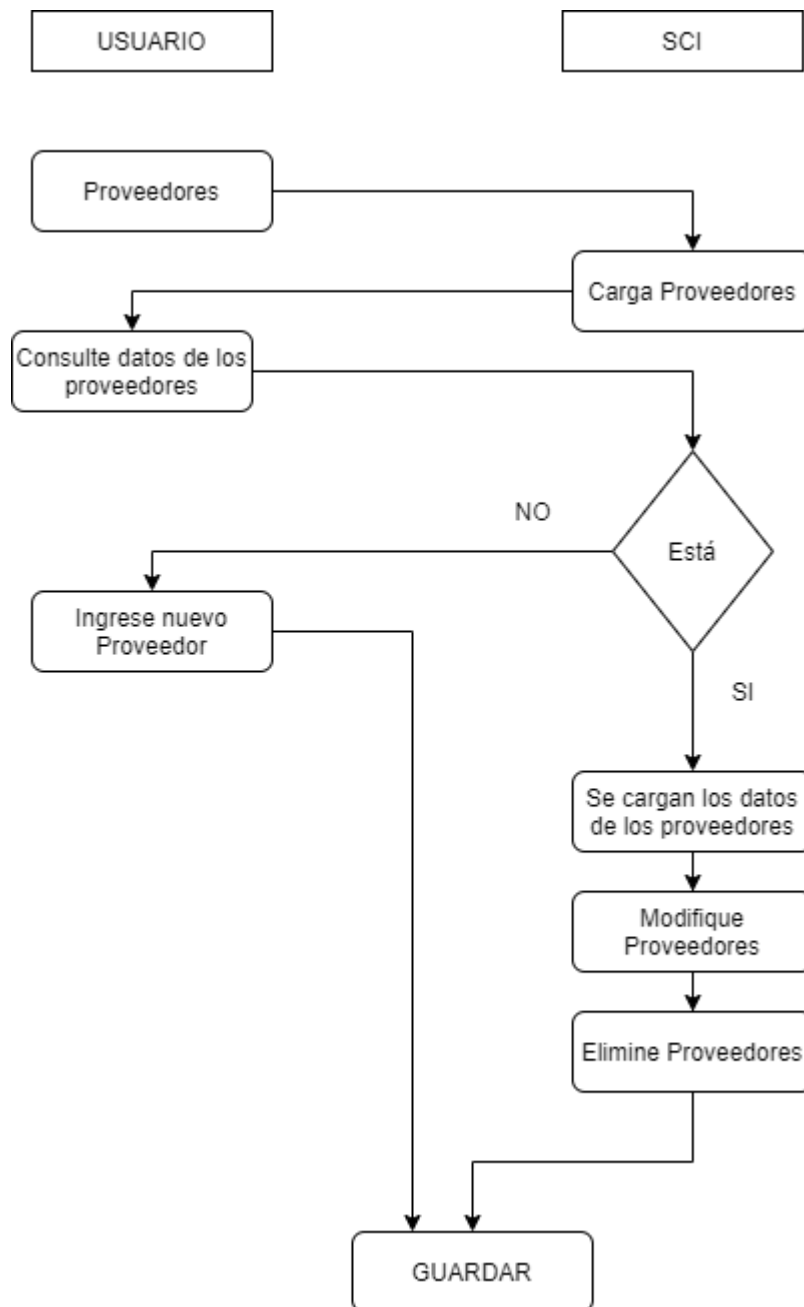 USUARIO
SCI
Proveedores
Carga Proveedores
Consulte datos de los
proveedores
NO
Está
Ingrese nuevo
Proveedor
SI
Se cargan los datos
de los proveedores
Modifique
Proveedores
Elimine Proveedores
GUARDAR